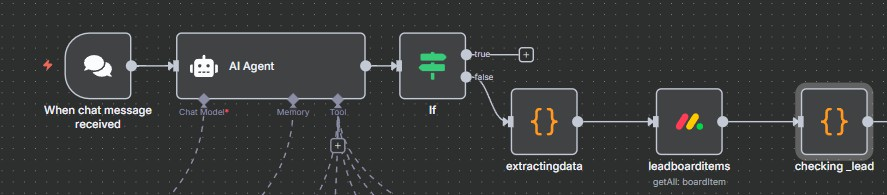 true
AI Agent
false
Chat Model*
Memory
Tool
When chat message
received
If
{}
{}
extractingdata
leadboarditems
checking _lead
getAll: boardItem